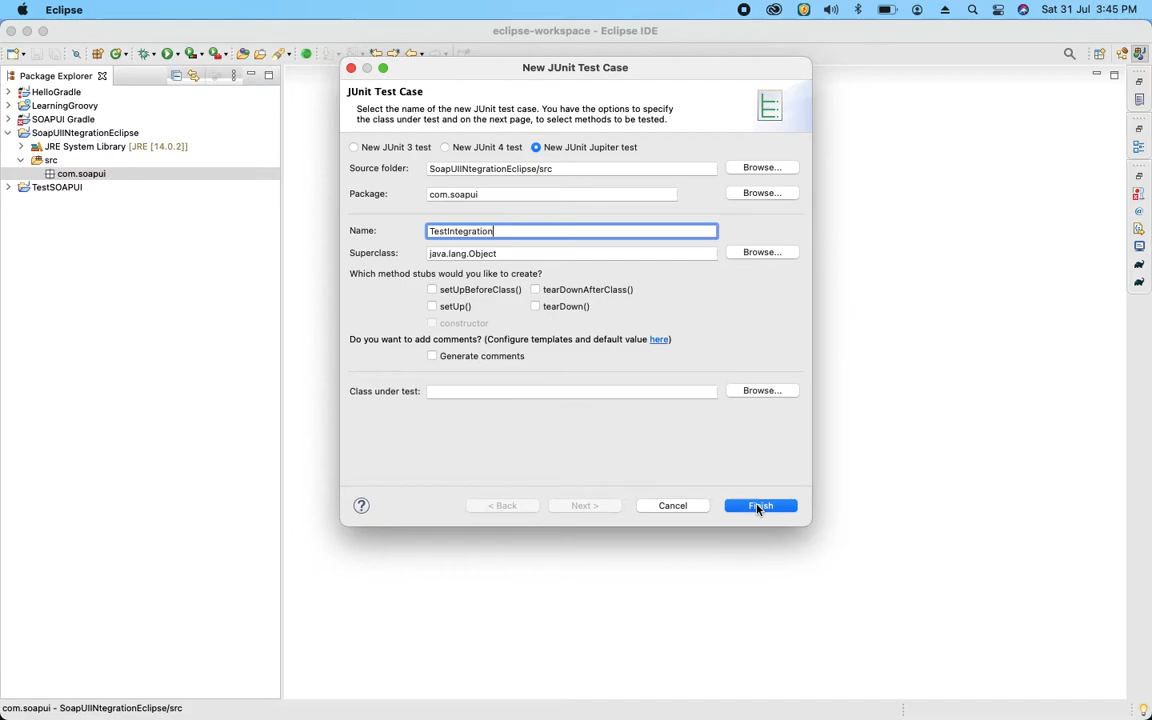 Eclipse
Sat 31 Jul 3:45 PM
eclipse-workspace - Eclipse IDE
Package Explorer
HelloGradle
LearningGroovy
SOAPUI Gradle
SoapUIINtegrationEclipse
JRE System Library [JRE [14.0.2]]
src
com.soapui
TestSOAPUI
New JUnit Test Case
JUnit Test Case
Select the name of the new JUnit test case. You have the options to specify
the class under test and on the next page, to select methods to be tested.
New JUnit 3 test New JUnit 4 test New JUnit Jupiter test
Source folder: SoapUIINtegrationEclipse/src Browse...
Package: com.soapui Browse...
Name: TestIntegration
Superclass: java.lang.Object Browse...
Which method stubs would you like to create?
setUpBeforeClass() tearDownAfterClass()
setUp() tearDown()
constructor
Do you want to add comments? (Configure templates and default value here)
Generate comments
Class under test: Browse...
? < Back Next > Cancel Finish
com.soapui - SoapUIINtegrationEclipse/src